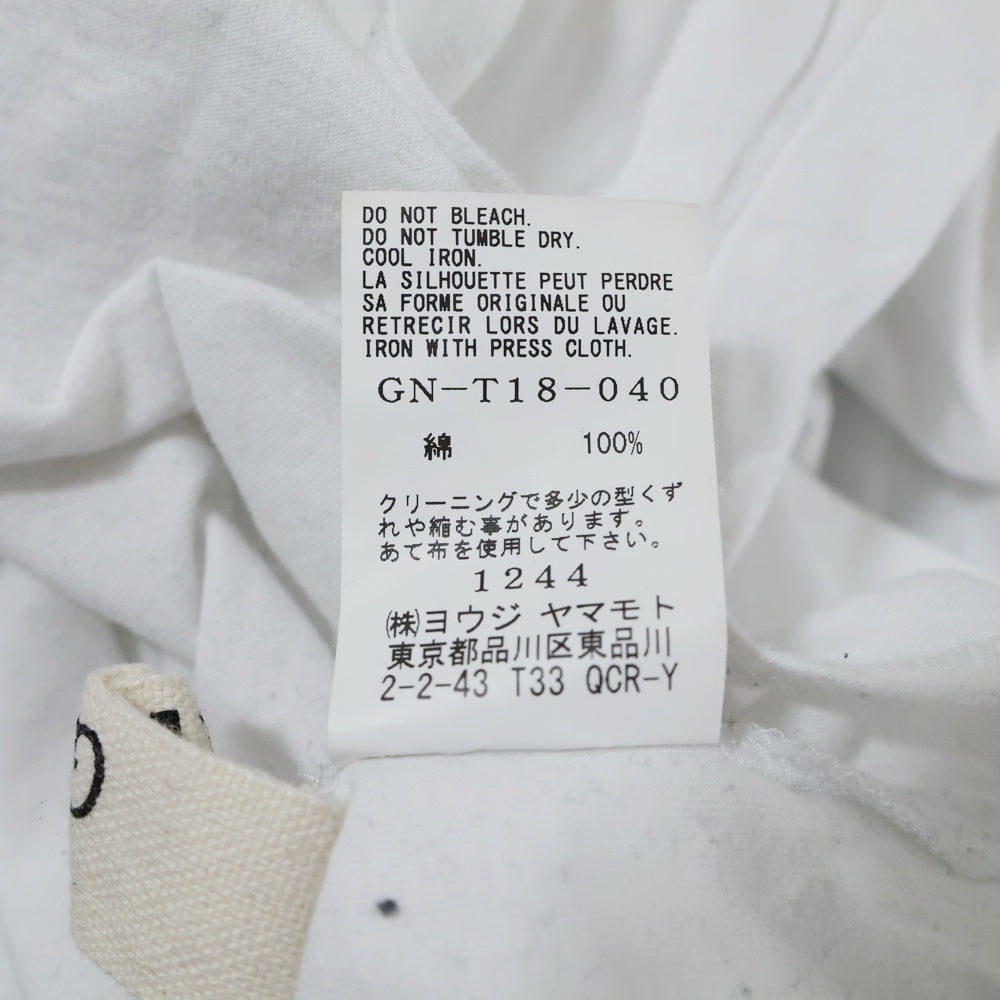 DO NOT BLEACH.
DO NOT TUMBLE DRY.
COOL IRON.
LA SILHOUETTE PEUT PERDRE
SA FORME ORIGINALE OU
RETRECIR LORS DU LAVAGE.
IRON WITH PRESS CLOTH.
GN-T18-040
綿 100%
クリーニングで多少の型くず
れや縮む事があります。
あて布を使用して下さい。
1244
㈱ヨウジ ヤマモト
東京都品川区東品川
2-2-43 T33 QCR-Y